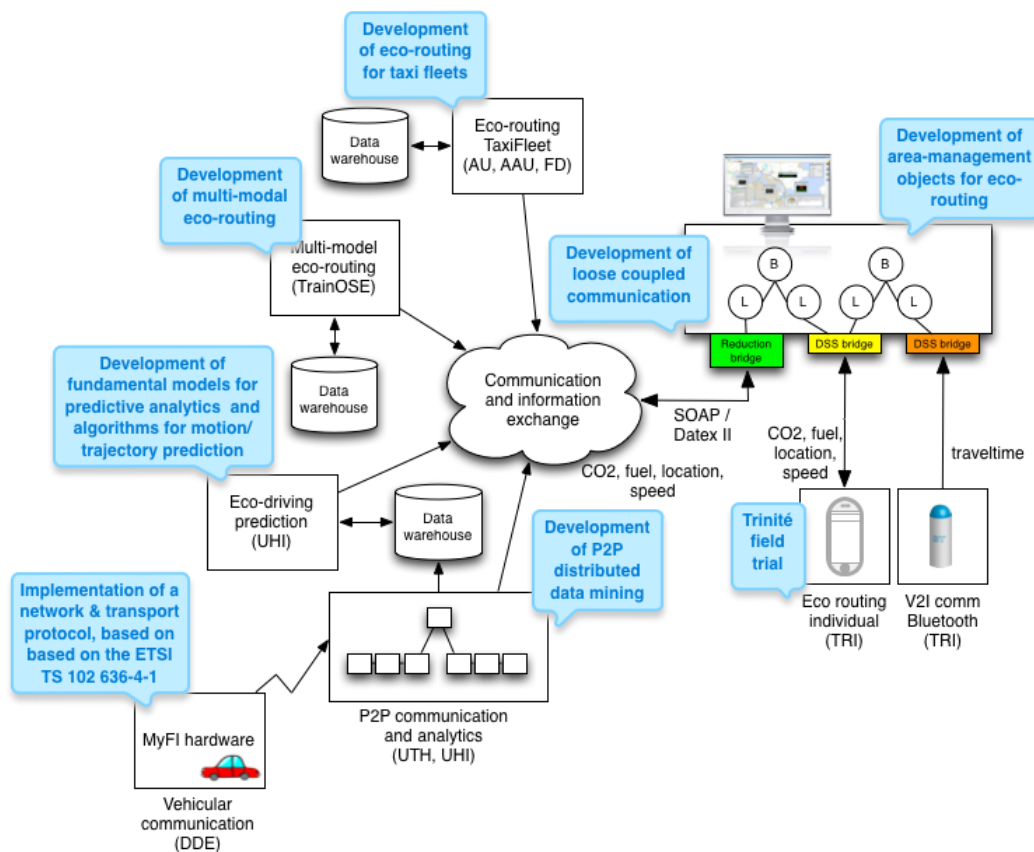 Development
of eco-routing
for taxi fleets
Data
warehouse
Eco-routing
TaxiFleet
(AU, AAU, FD)
Development of
area-management
objects for eco-
routing
Development
of multi-modal
eco-routing
Multi-model
eco-routing
(TrainOSE)
Development of
loose coupled
communication
B
B
L
L
L
L
Reduction
bridge
DSS bridge
DSS bridge
Data
warehouse
Communication
and information
exchange
SOAP /
Datex II
Development of
fundamental models for
predictive analytics and
algorithms for motion/
trajectory prediction
CO2, fuel,
location,
speed
traveltime
CO2, fuel, location,
speed
Eco-driving
prediction
(UHI)
Data
warehouse
Development
of P2P
distributed
data mining
Trinité
field
trial
Eco routing
individual
(TRI)
V2I comm
Bluetooth
(TRI)
Implementation of a
network & transport
protocol, based on
based on the ETSI
TS 102 636-4-1
P2P communication
and analytics
(UTH, UHI)
MyFI hardware
Vehicular
communication
(DDE)